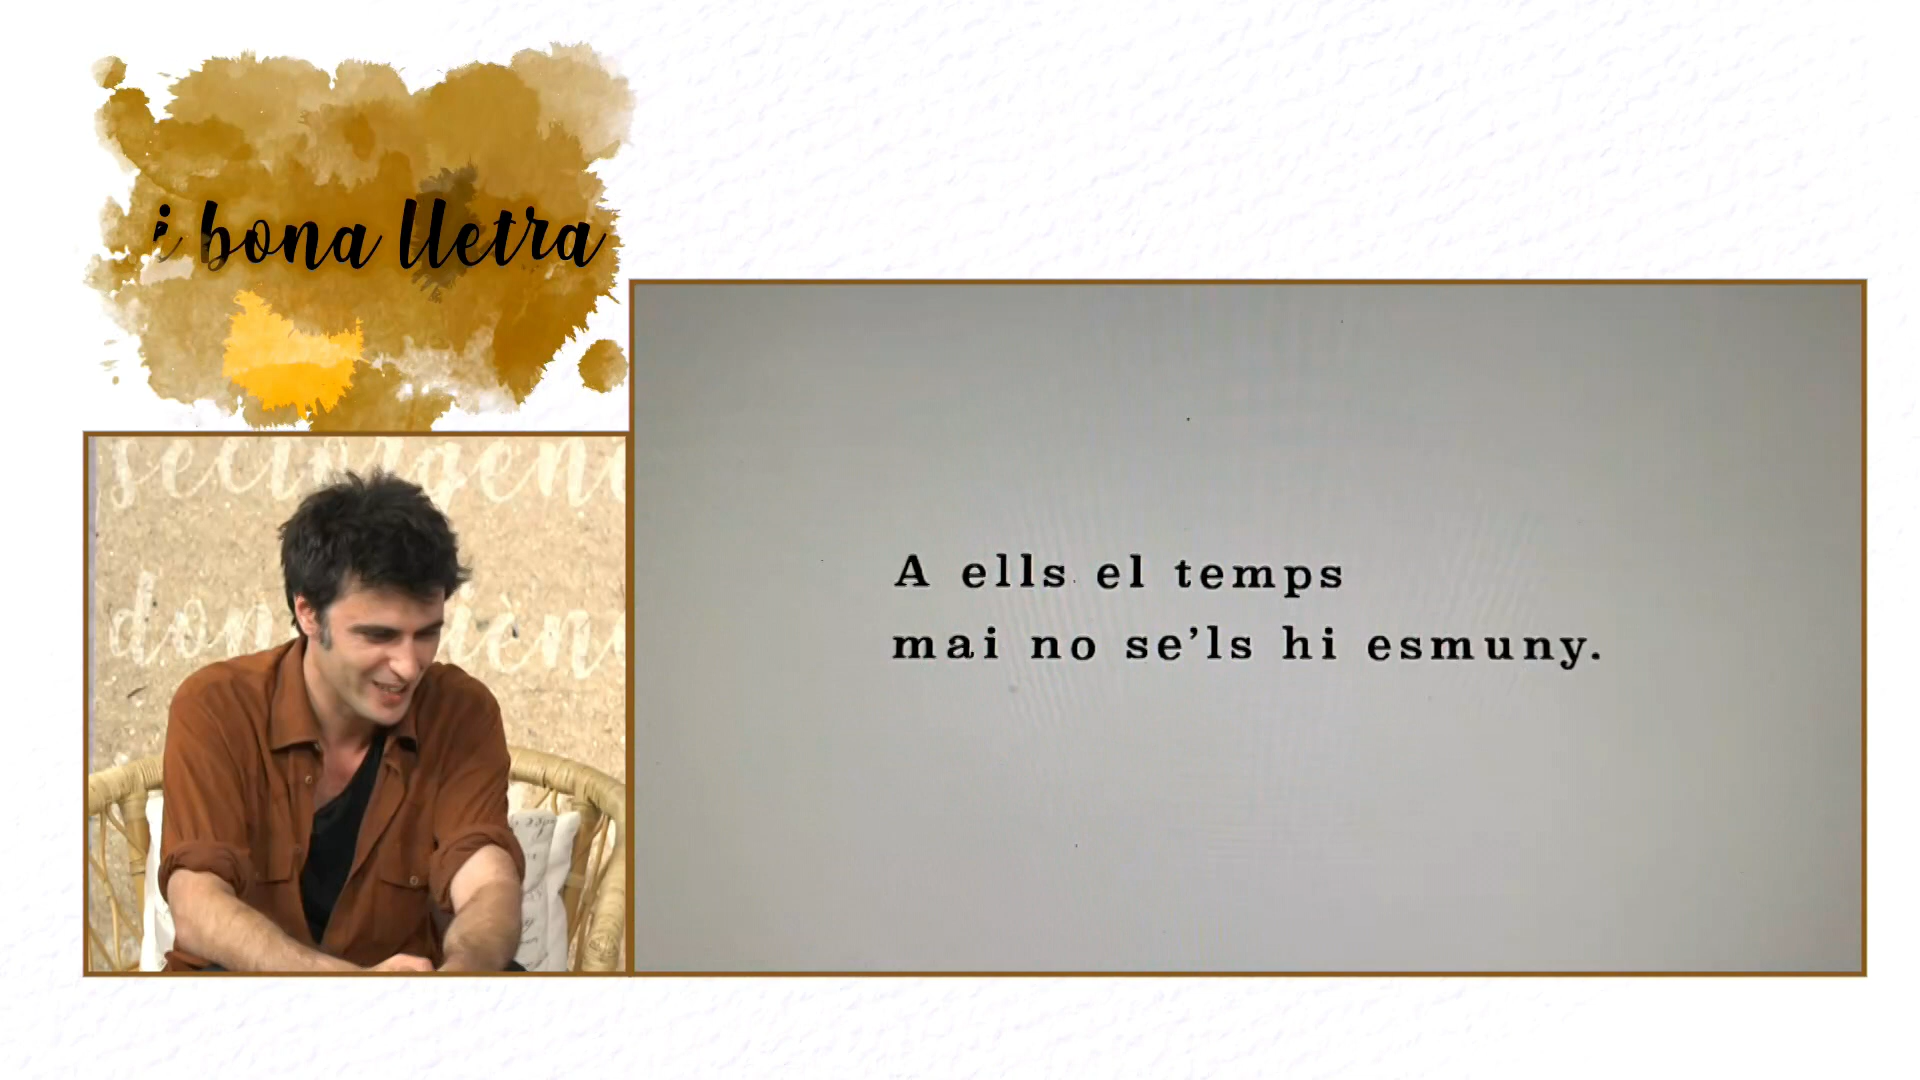 i bona lletra
A ells el temps
mai no se’ls hi esmuny.